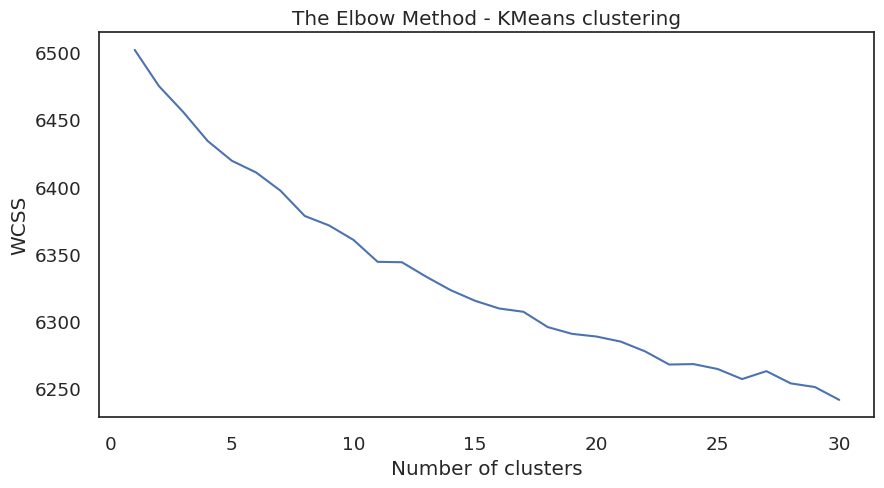 The Elbow Method - KMeans clustering
6500
6450
6400
6350
6300
6250
WCSS
0 5 10 15 20 25 30
Number of clusters